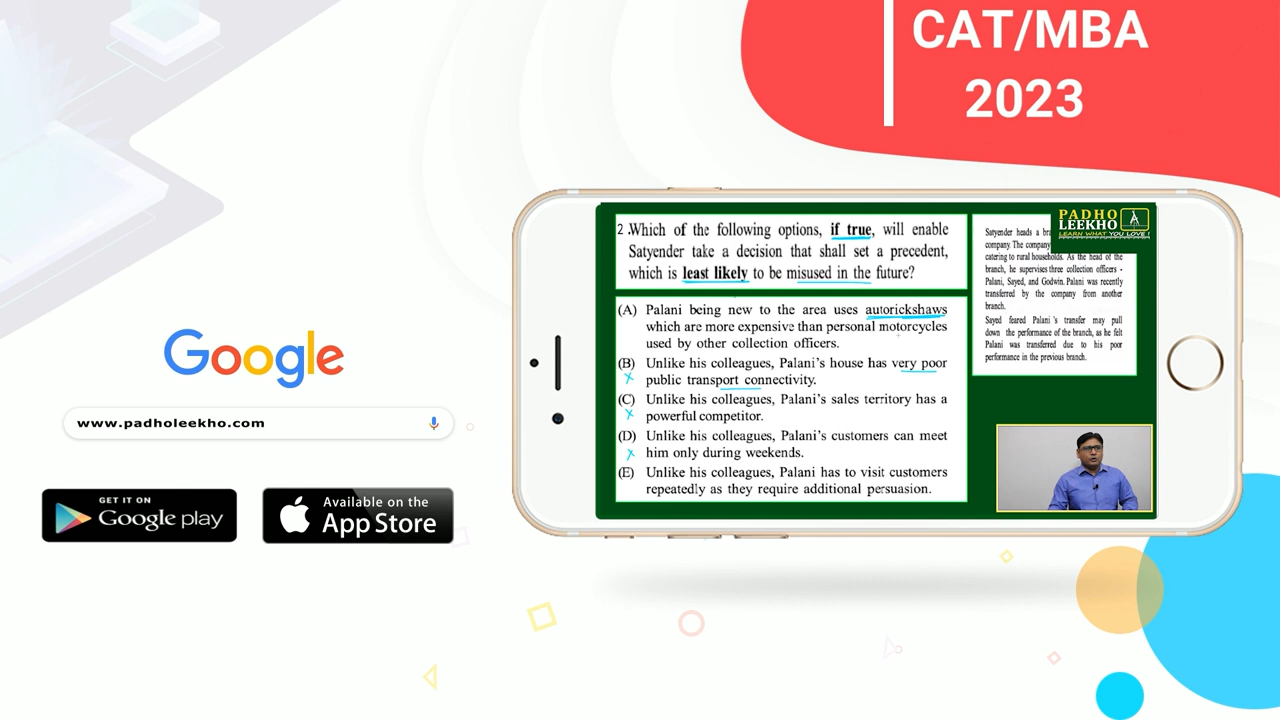 CAT/MBA
2023
Google
www.padholeekho.com
GET IT ON
Google play
Available on the
App Store
2.Which of the following options, if true, will enable
Satyender take a decision that shall set a precedent,
which is least likely to be misused in the future?
(A) Palani being new to the area uses autorickshaws
which are more expensive than personal motorcycles
used by other collection officers.
(B) Unlike his colleagues, Palani's house has very poor
public transport connectivity.
(C) Unlike his colleagues, Palani's sales territory has a
powerful competitor.
(D) Unlike his colleagues, Palani's customers can meet
him only during weekends.
(E) Unlike his colleagues, Palani has to visit customers
repeatedly as they require additional persuasion.
PADHO
LEEKHO
LEARN WHAT YOU LOVE !
Satyender heads a
company. The company
catering to rural households. As the head of the
branch, he supervises three collection officers -
Palani, Sayed, and Godwin. Palani was recently
transferred by the company from another
branch.
Sayed feared Palani 's transfer may pull
down the performance of the branch, as he felt
Palani was transferred due to his poor
performance in the previous branch.